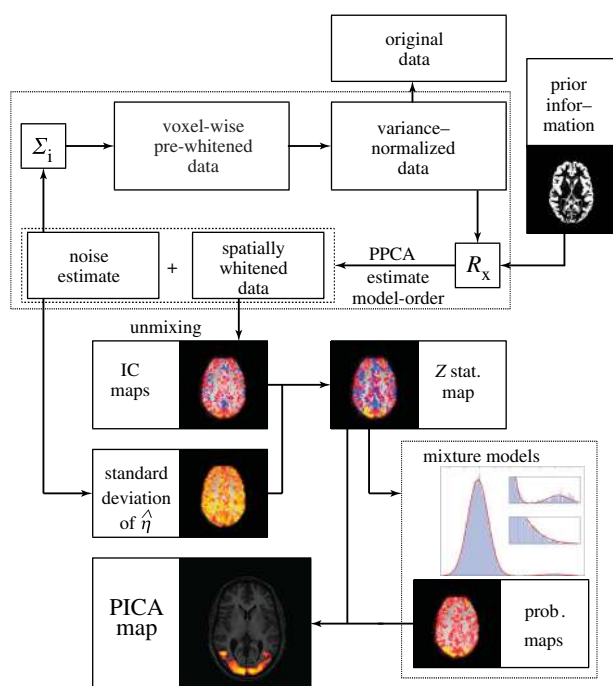 original
data
prior
infor–
mation
Σi
voxel-wise
pre-whitened
data
variance–
normalized
data
noise
estimate
+
spatially
whitened
data
PPCA
estimate
model-order
Rx
unmixing
IC
maps
Z stat.
map
standard
deviation
of η̂
mixture models
PICA
map
prob.
maps